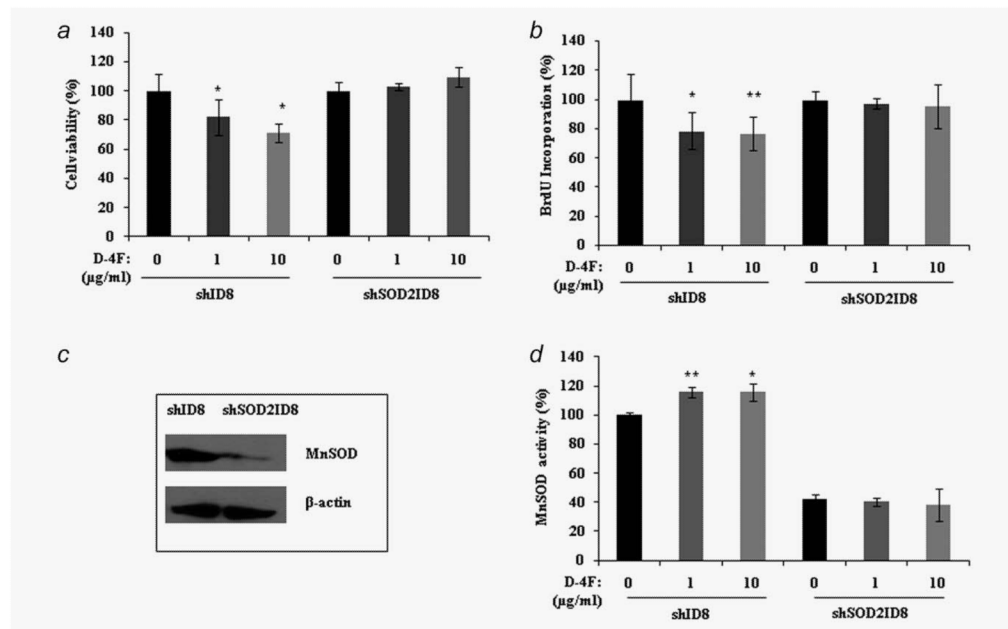 a
140
120
100
80
60
40
20
0
Cell viability (%)
*
*
D-4F:
(µg/ml)
0 1 10 0 1 10
shID8 shSOD2ID8
b
140
120
100
80
60
40
20
0
BrdU Incorporation (%)
*
**
D-4F:
(µg/ml)
0 1 10 0 1 10
shID8 shSOD2ID8
c
shID8 shSOD2ID8
MnSOD
β-actin
d
140
120
100
80
60
40
20
0
MnSOD activity (%)
**
*
D-4F:
(µg/ml)
0 1 10 0 1 10
shID8 shSOD2ID8